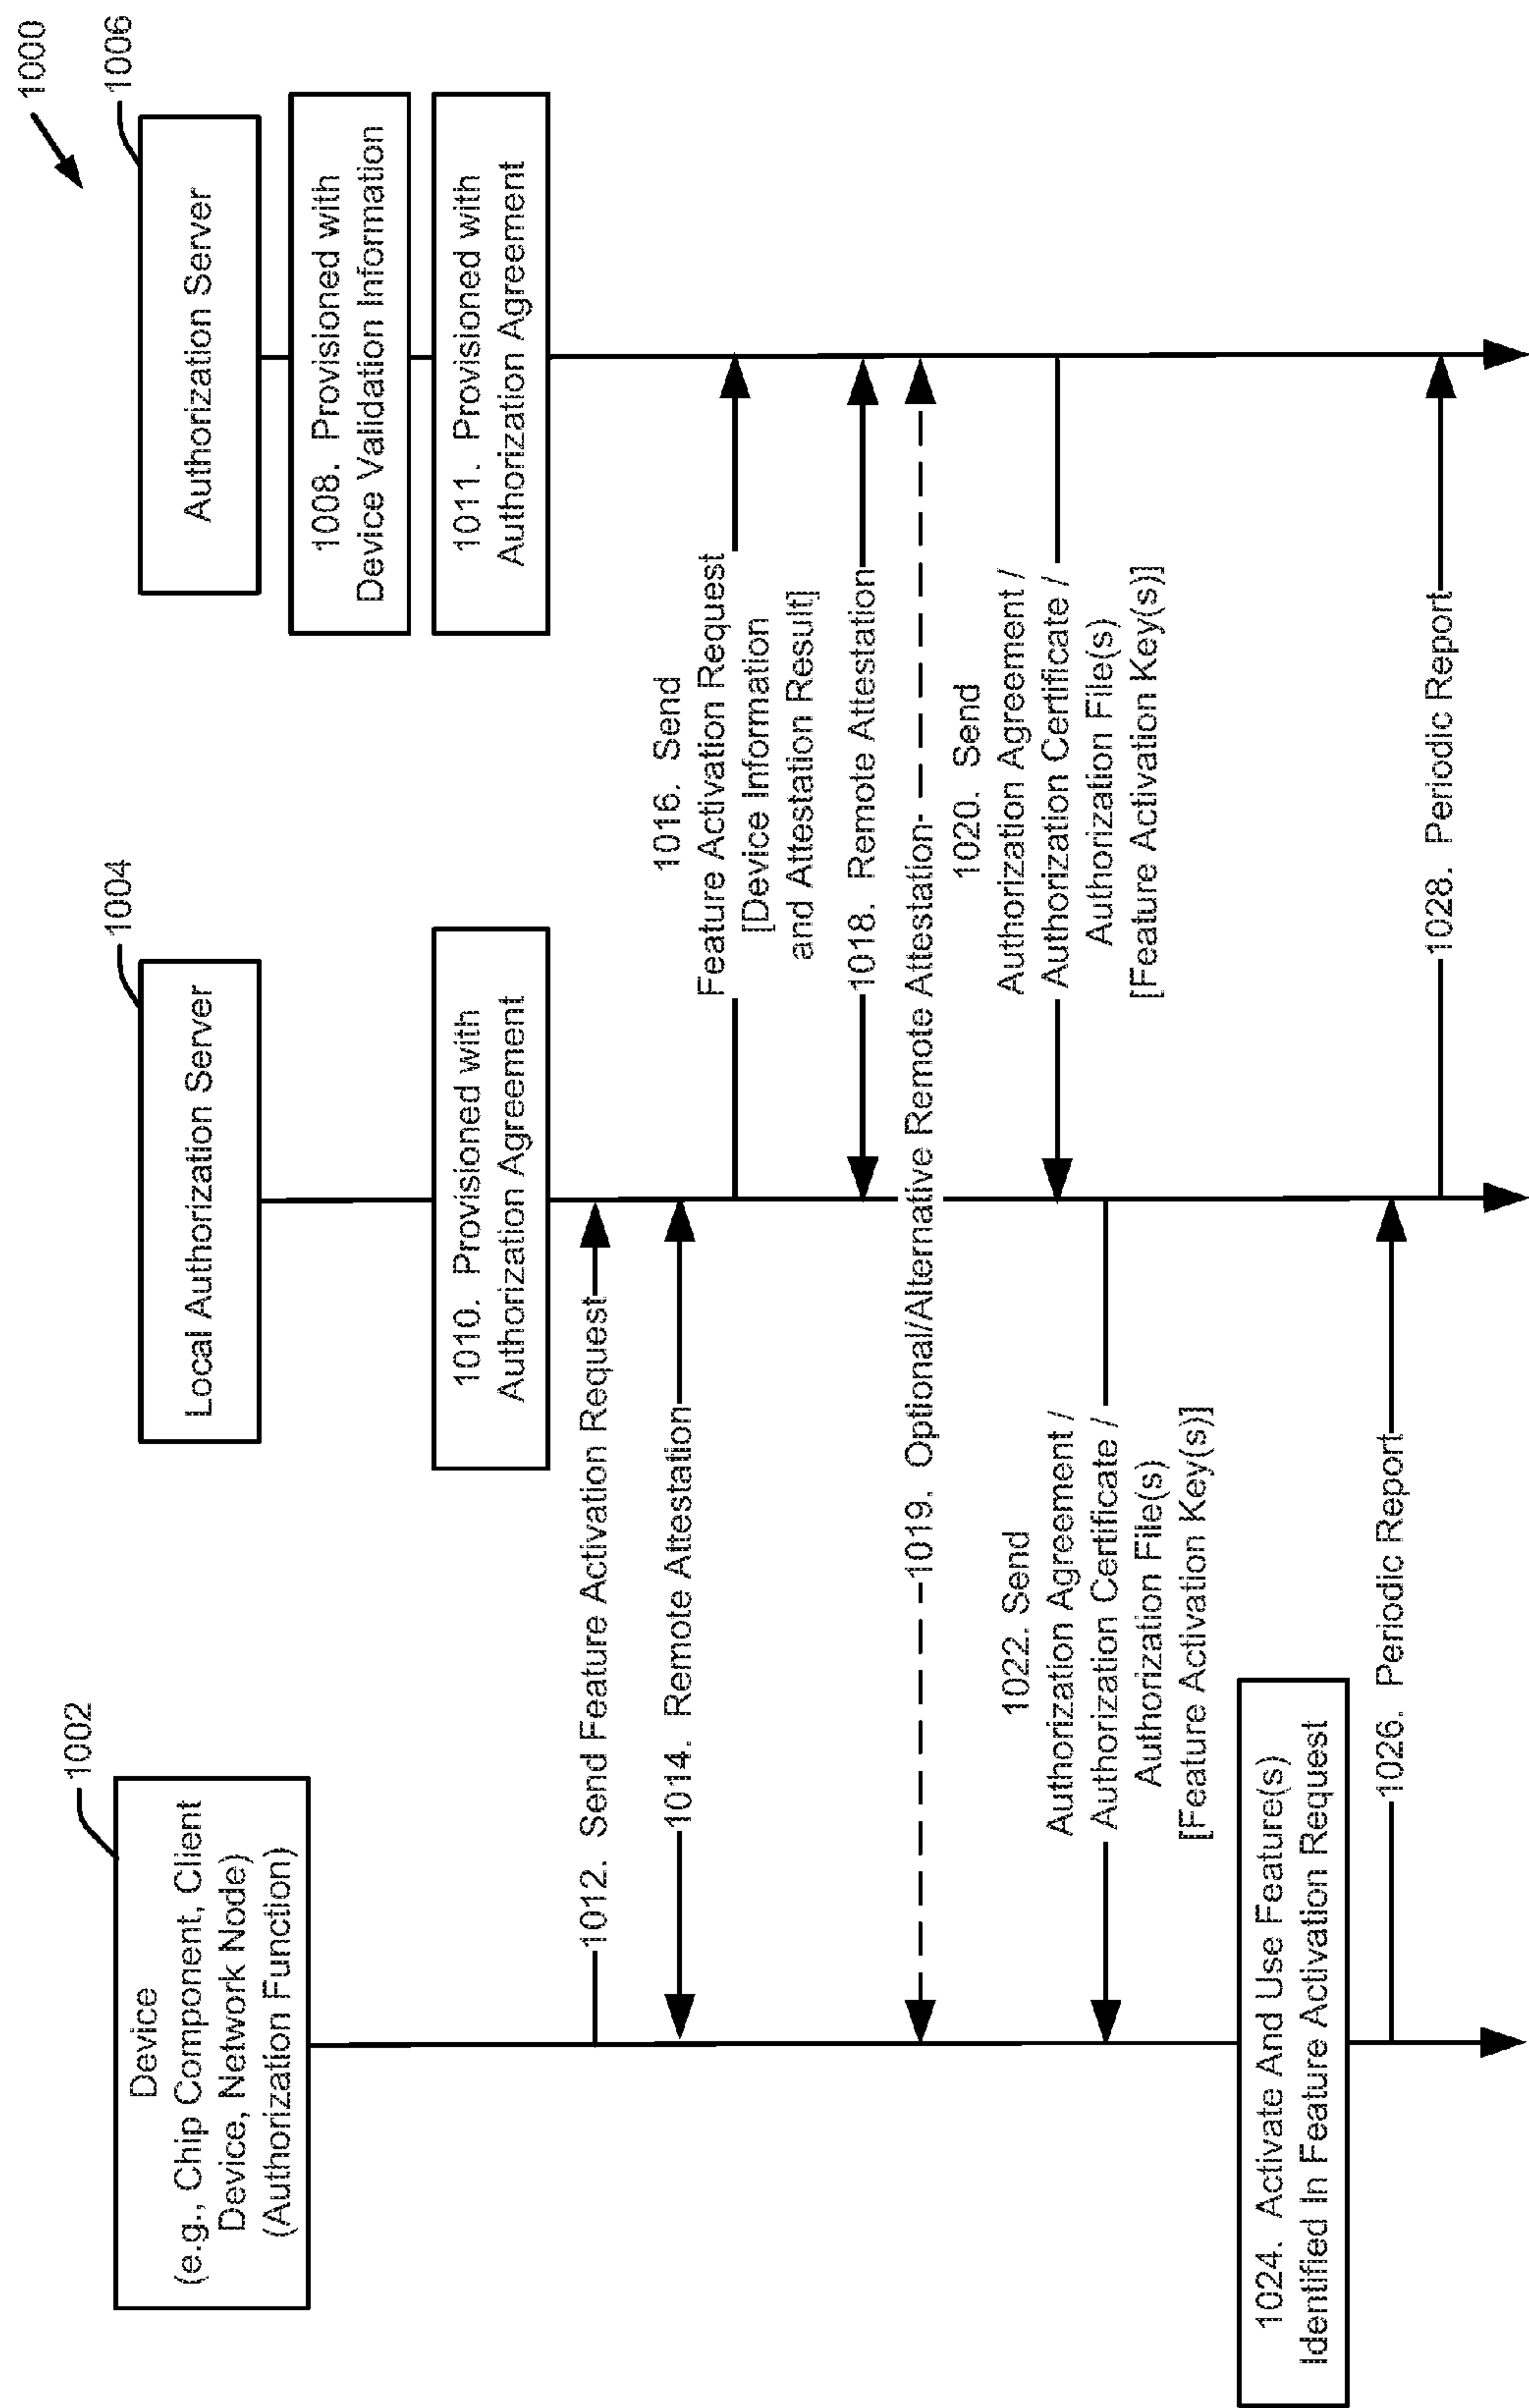 1000
1002
Device
(e.g., Chip Component, Client
Device, Network Node)
(Authorization Function)
1004
Local Authorization Server
1006
Authorization Server
1008. Provisioned with
Device Validation Information
1010. Provisioned with
Authorization Agreement
1011. Provisioned with
Authorization Agreement
1012. Send Feature Activation Request
1014. Remote Attestation
1016. Send
Feature Activation Request
[Device Information
and Attestation Result]
1018. Remote Attestation
1019. Optional/Alternative Remote Attestation
1020. Send
Authorization Agreement /
Authorization Certificate /
Authorization File(s)
[Feature Activation Key(s)]
1022. Send
Authorization Agreement /
Authorization Certificate /
Authorization File(s)
[Feature Activation Key(s)]
1024. Activate And Use Feature(s)
Identified In Feature Activation Request
1026. Periodic Report
1028. Periodic Report